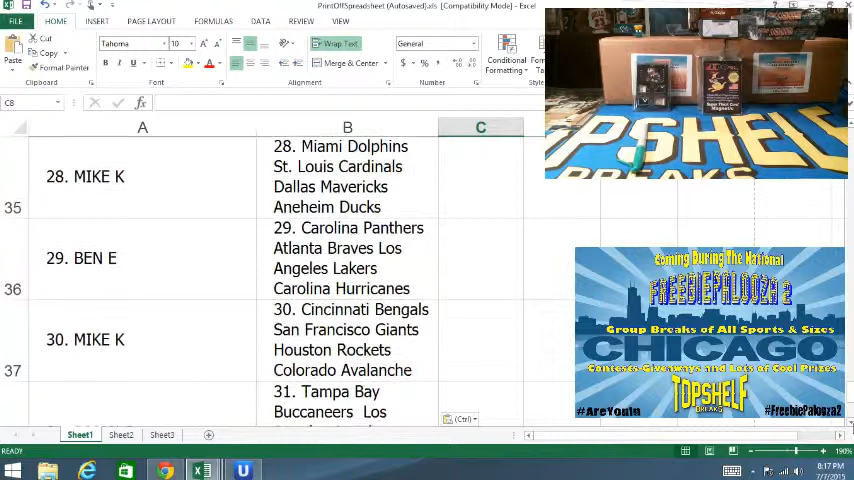 PrintOffSpreadsheet (Autosaved).xls [Compatibility Mode] - Excel
FILE HOME INSERT PAGE LAYOUT FORMULAS DATA REVIEW VIEW
Cut
Copy
Format Painter
Paste
Clipboard
Tahoma 10
B I U
Font
Wrap Text
Merge & Center
Alignment
General
$ % ,
Number
Conditional
Formatting
C8
fx
A B C
35
28. MIKE K
28. Miami Dolphins
St. Louis Cardinals
Dallas Mavericks
Aneheim Ducks
36
29. BEN E
29. Carolina Panthers
Atlanta Braves Los
Angeles Lakers
Carolina Hurricanes
37
30. MIKE K
30. Cincinnati Bengals
San Francisco Giants
Houston Rockets
Colorado Avalanche
31. Tampa Bay
Buccaneers Los
(Ctrl)
TOPSHELF
BREAKS
Coming During The National
FREEBIEPALOOZA 2
Group Breaks of All Sports & Sizes
CHICAGO
Contests-Giveaways and Lots of Cool Prizes
TOPSHELF
BREAKS
#AreYouIn
#FreebiePalooza2
Sheet1 Sheet2 Sheet3
READY
190%
8:17 PM
7/7/2015